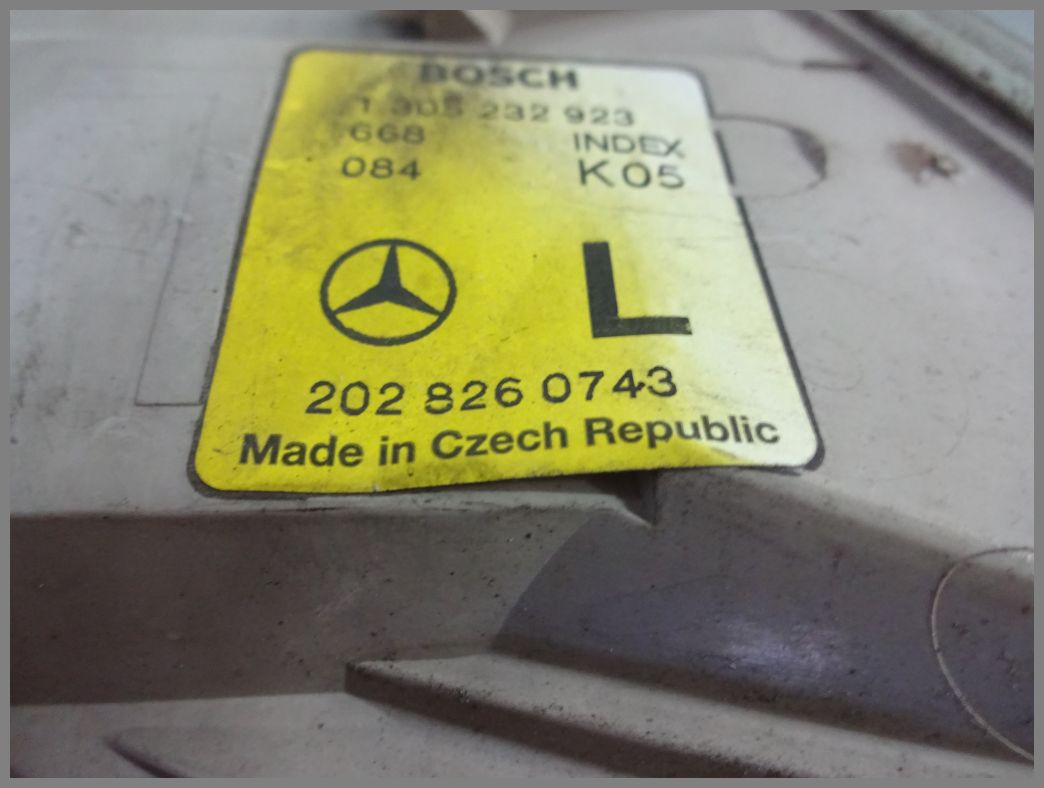 BOSCH
1 305 232 923
668 INDEX
084 K05
L
202 826 0743
Made in Czech Republic